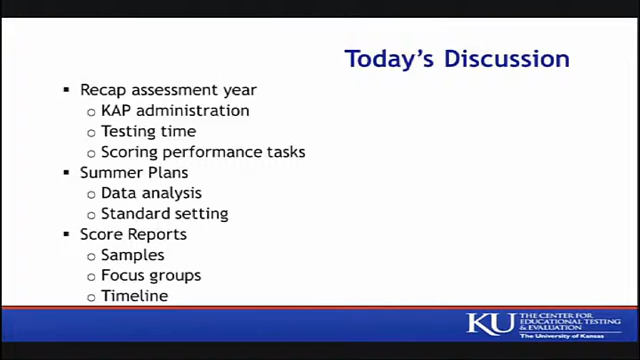 Today's Discussion
▪ Recap assessment year
o KAP administration
o Testing time
o Scoring performance tasks
▪ Summer Plans
o Data analysis
o Standard setting
▪ Score Reports
o Samples
o Focus groups
o Timeline
KU
THE CENTER FOR
EDUCATIONAL TESTING
& EVALUATION
The University of Kansas